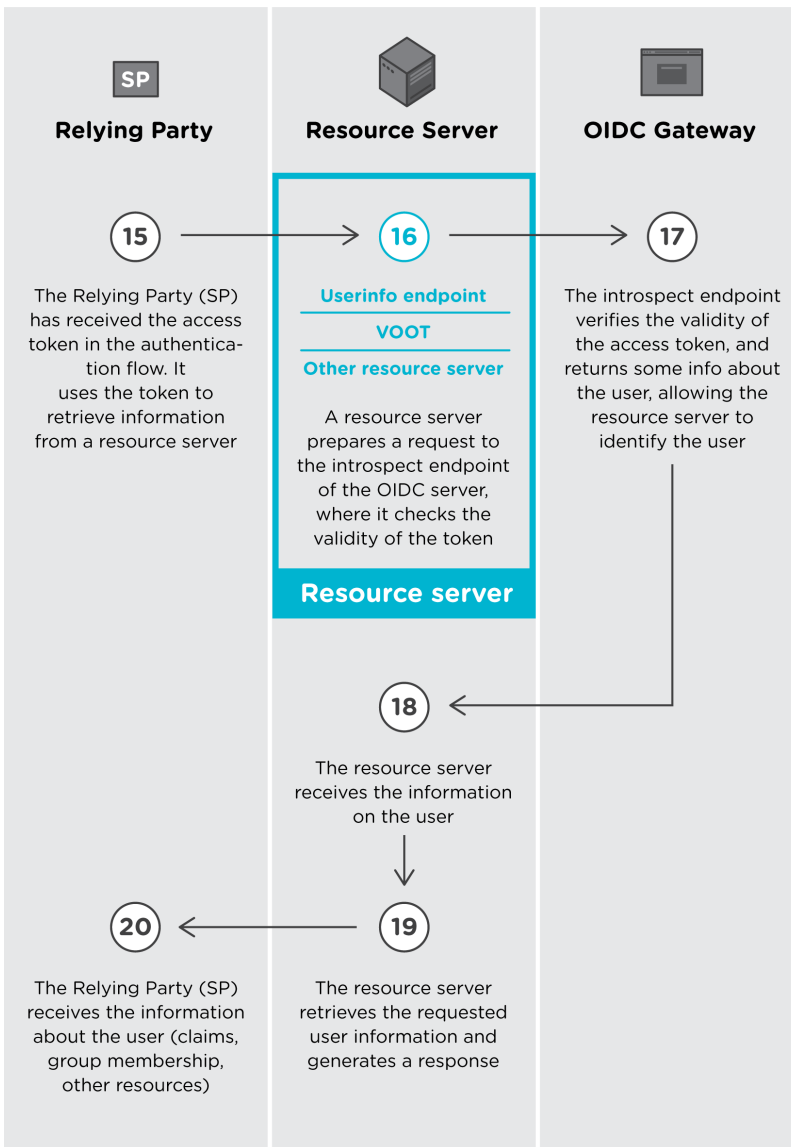 SP
Relying Party
Resource Server
OIDC Gateway
15
The Relying Party (SP)
has received the access
token in the authentica-
tion flow. It
uses the token to
retrieve information
from a resource server
16
Userinfo endpoint
VOOT
Other resource server
A resource server
prepares a request to
the introspect endpoint
of the OIDC server,
where it checks the
validity of the token
Resource server
17
The introspect endpoint
verifies the validity of
the access token, and
returns some info about
the user, allowing the
resource server to
identify the user
18
The resource server
receives the information
on the user
19
The resource server
retrieves the requested
user information and
generates a response
20
The Relying Party (SP)
receives the information
about the user (claims,
group membership,
other resources)